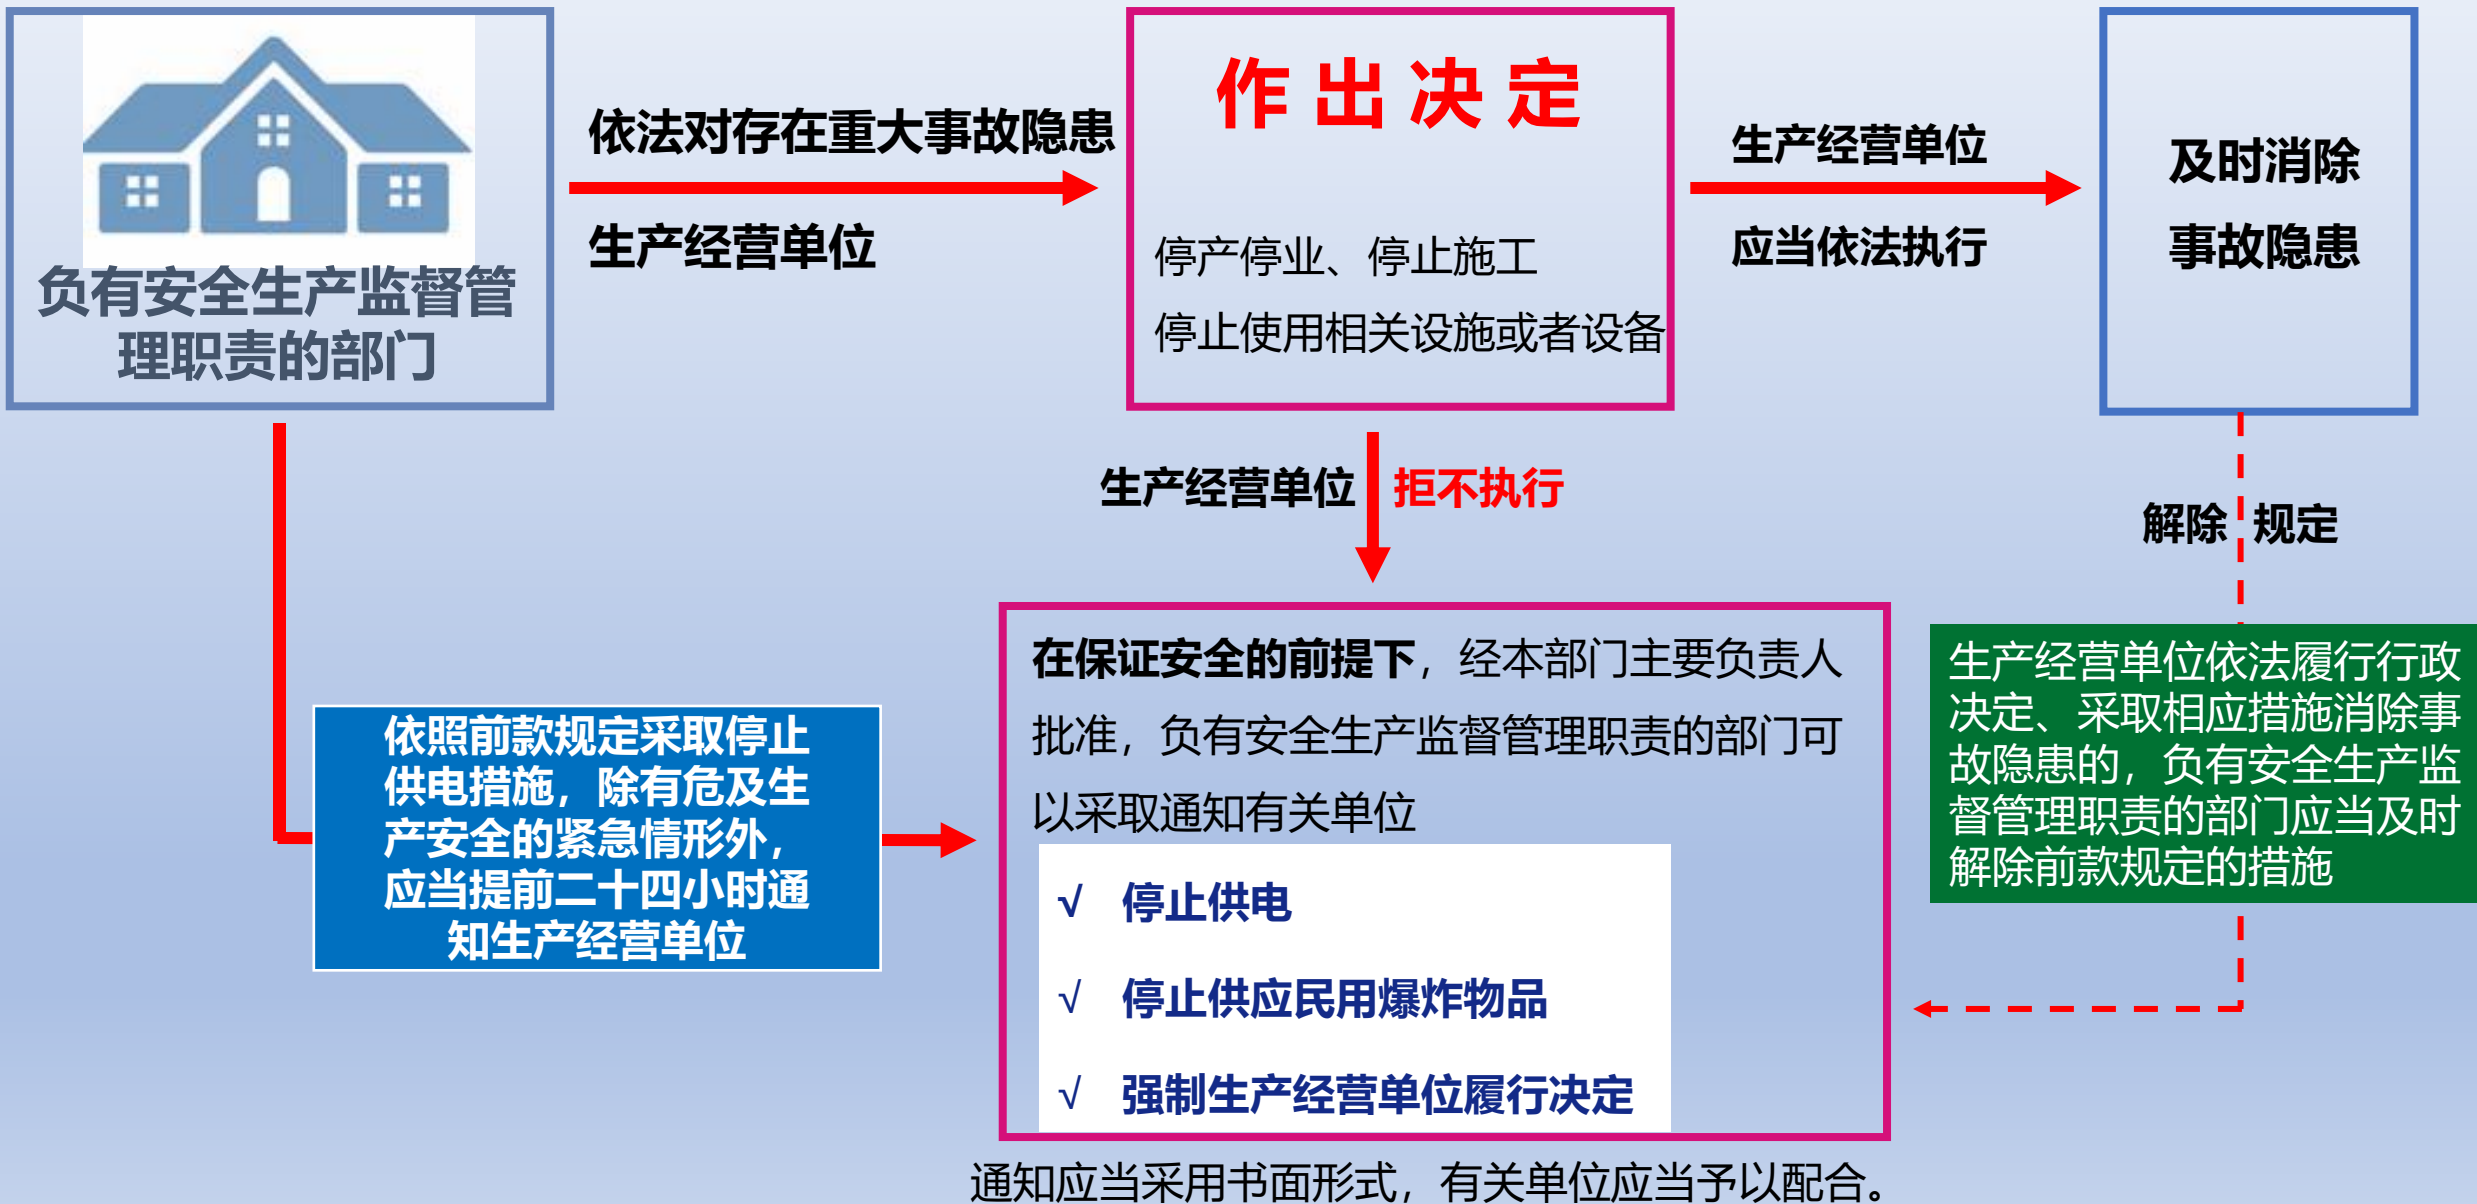 负有安全生产监督管
理职责的部门
依法对存在重大事故隐患
生产经营单位
作出决定
停产停业、停止施工
停止使用相关设施或者设备
生产经营单位
应当依法执行
及时消除
事故隐患
生产经营单位 拒不执行
解除 规定
依照前款规定采取停止
供电措施，除有危及生
产安全的紧急情形外，
应当提前二十四小时通
知生产经营单位
在保证安全的前提下，经本部门主要负责人
批准，负有安全生产监督管理职责的部门可
以采取通知有关单位
√ 停止供电
√ 停止供应民用爆炸物品
√ 强制生产经营单位履行决定
生产经营单位依法履行行政
决定、采取相应措施消除事
故隐患的，负有安全生产监
督管理职责的部门应当及时
解除前款规定的措施
通知应当采用书面形式，有关单位应当予以配合。